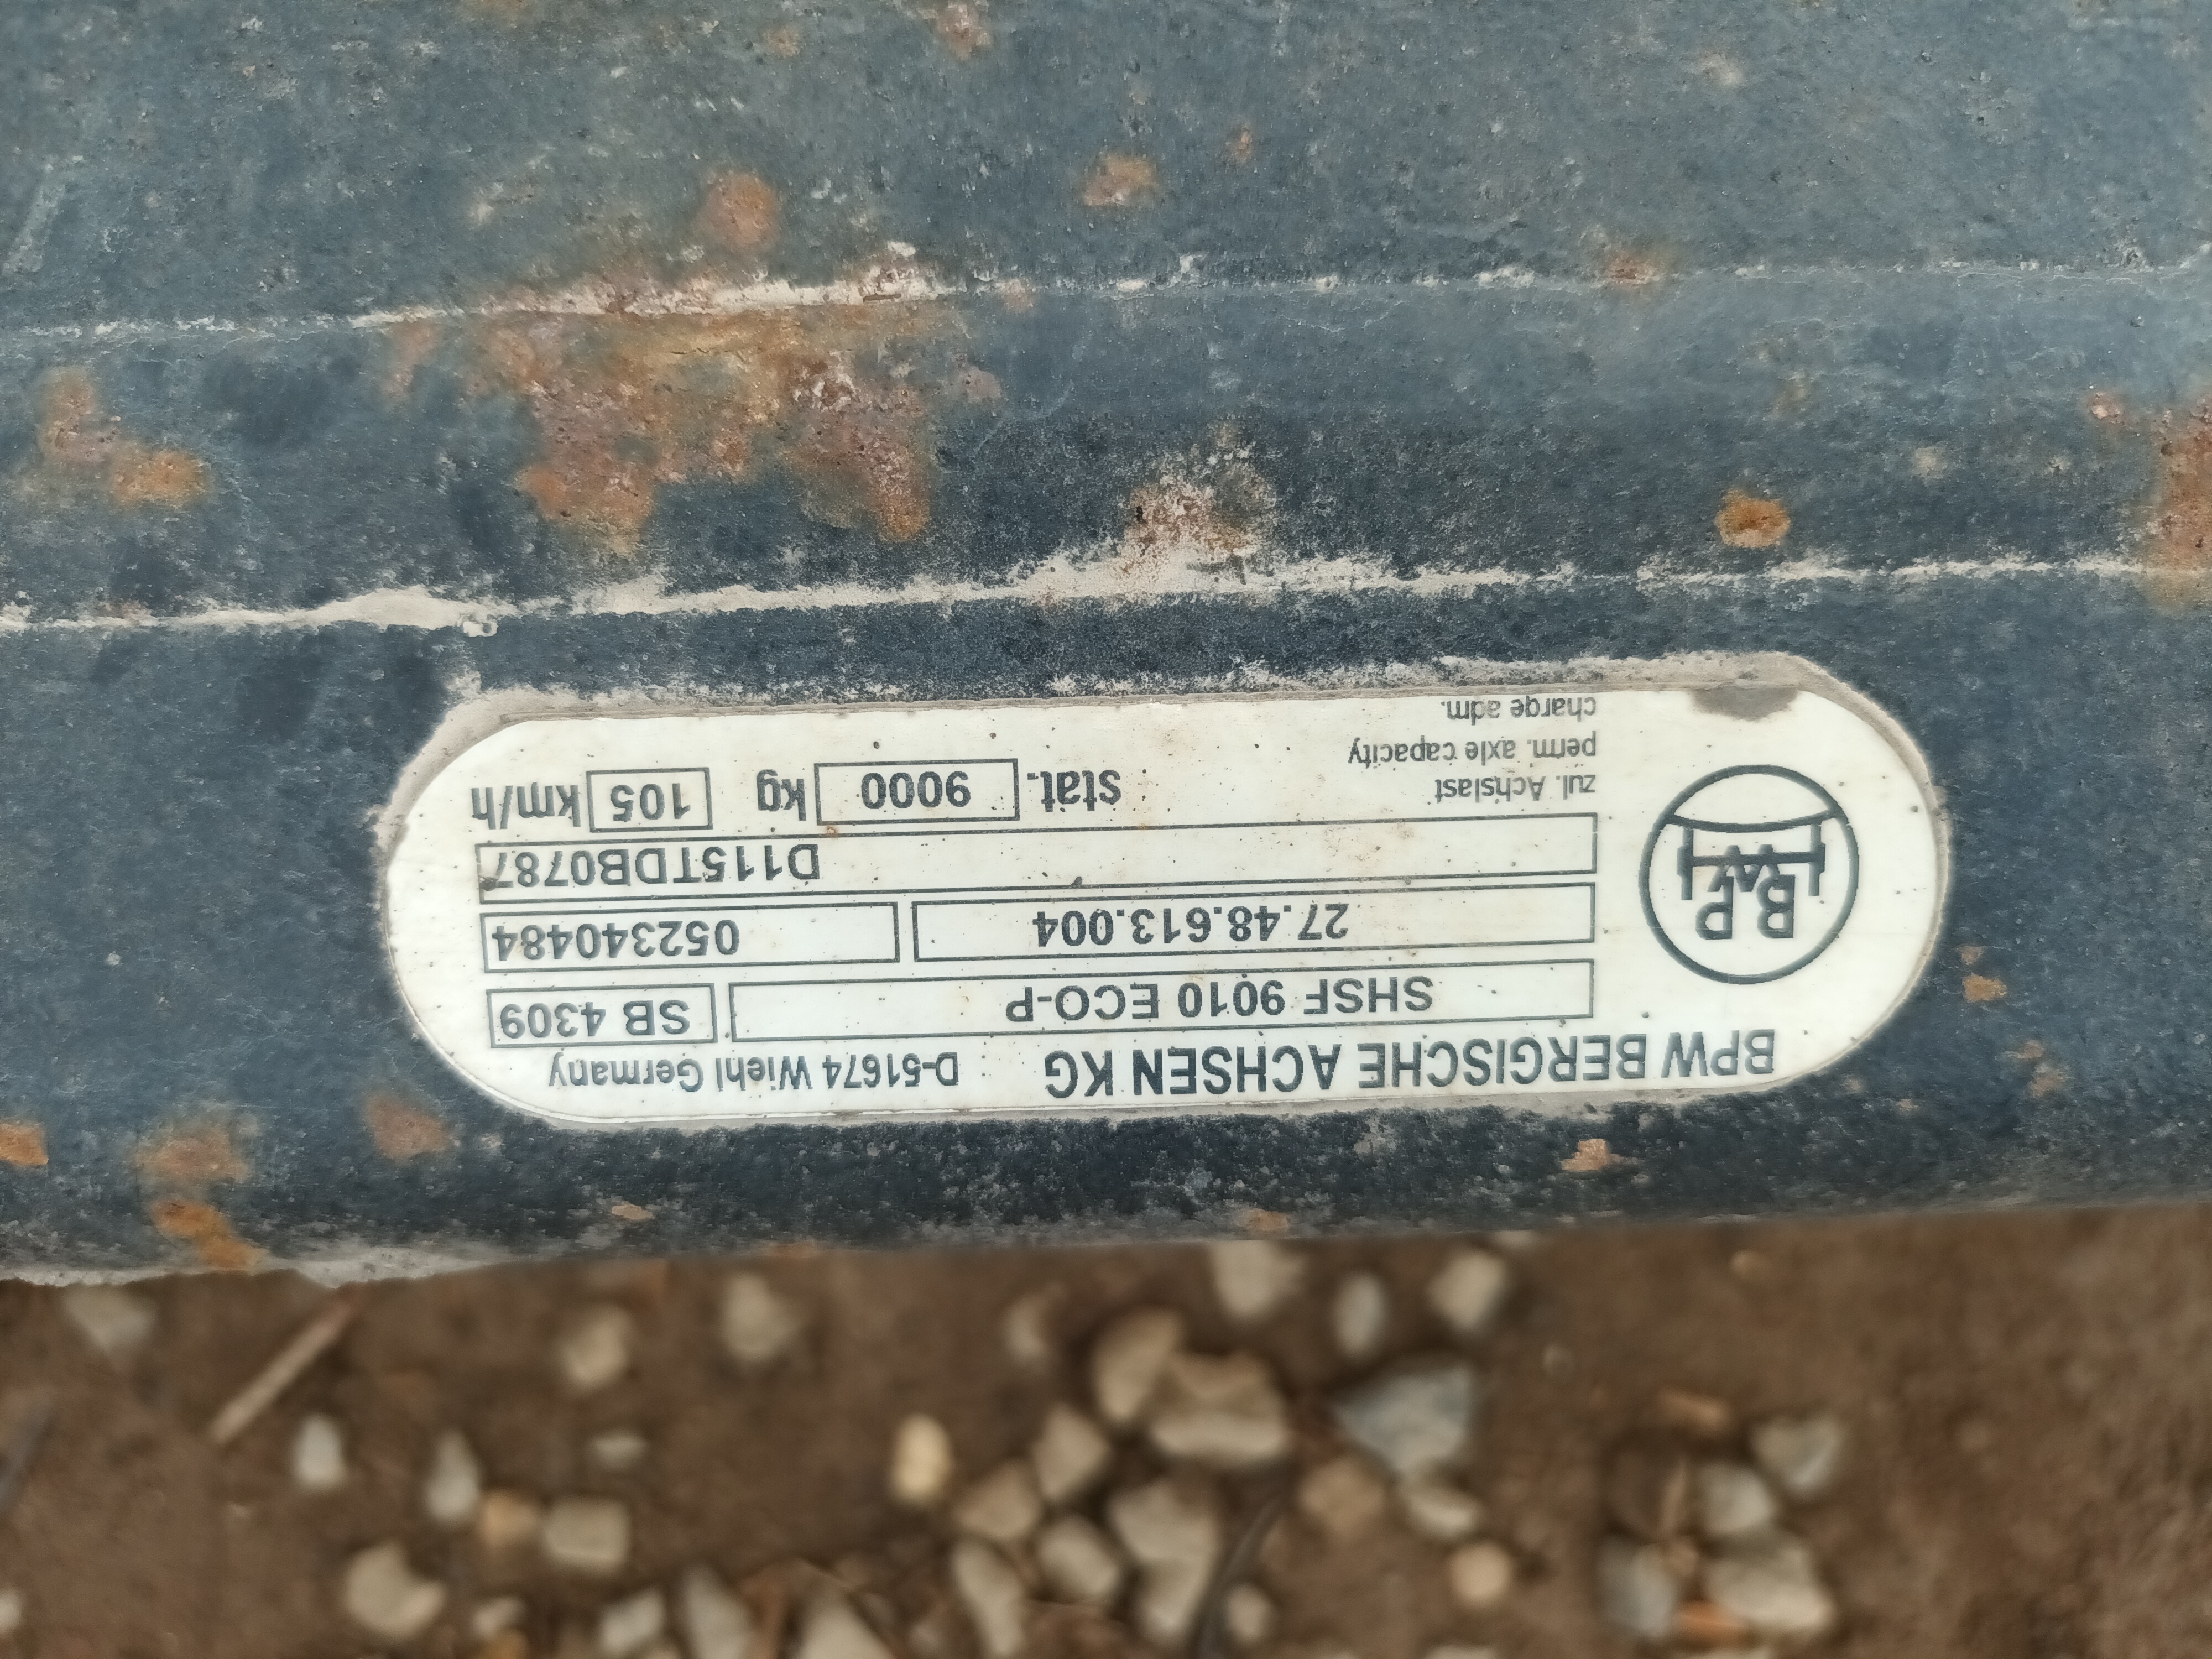 BPW BERGISCHE ACHSEN KG D-51674 Wiehl Germany
SHSF 9010 ECO-P SB 4309
27.48.613.004 052340484
D115TDB0787
BPW
zul. Achslast
perm. axle capacity
charge adm.
stat. 9000 kg 105 km/h